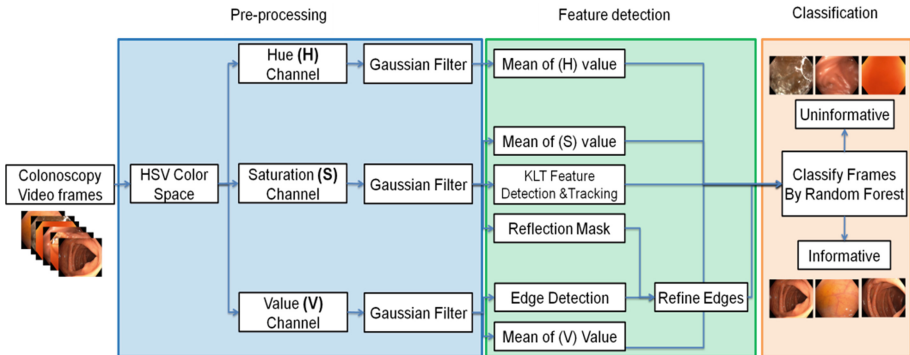 Pre-processing
Feature detection
Classification
Hue (H)
Channel
Gaussian Filter
Mean of (H) value
Uninformative
Mean of (S) value
Colonoscopy
Video frames
HSV Color
Space
Saturation (S)
Channel
Gaussian Filter
KLT Feature
Detection &Tracking
Classify Frames
By Random Forest
Reflection Mask
Informative
Value (V)
Channel
Gaussian Filter
Edge Detection
Refine Edges
Mean of (V) Value